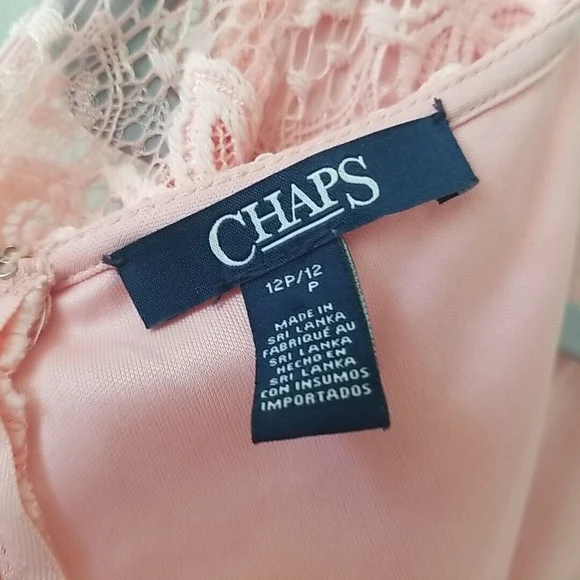 CHAPS
12P/12
P
MADE IN
SRI LANKA
FABRIQUÉ AU
SRI LANKA
HECHO EN
SRI LANKA
CON INSUMOS
IMPORTADOS